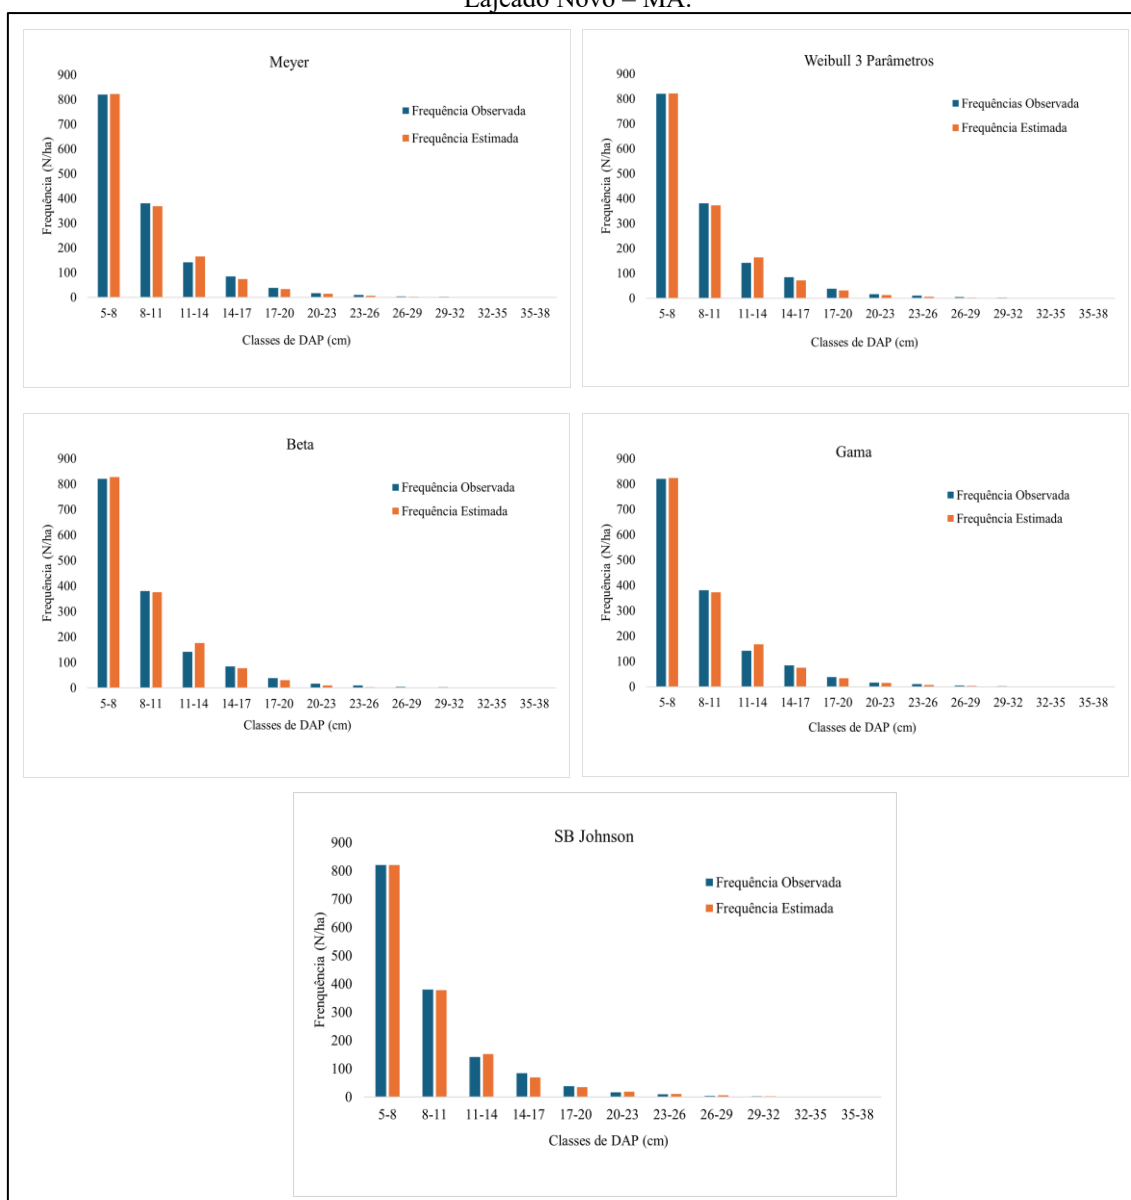 Lajeado Novo – MA.
Meyer
900
800
700
600
500
400
300
200
100
0
Frequência (N/ha)
Frequência Observada
Frequência Estimada
5-8 8-11 11-14 14-17 17-20 20-23 23-26 26-29 29-32 32-35 35-38
Classes de DAP (cm)
Weibull 3 Parâmetros
900
800
700
600
500
400
300
200
100
0
Frequência (N/ha)
Frequências Observada
Frequência Estimada
5-8 8-11 11-14 14-17 17-20 20-23 23-26 26-29 29-32 32-35 35-38
Classes de DAP (cm)
Beta
900
800
700
600
500
400
300
200
100
0
Frequência (N/ha)
Frequência Observada
Frequência Estimada
5-8 8-11 11-14 14-17 17-20 20-23 23-26 26-29 29-32 32-35 35-38
Classes de DAP (cm)
Gama
900
800
700
600
500
400
300
200
100
0
Frequência (N/ha)
Frequência Observada
Frequência Estimada
5-8 8-11 11-14 14-17 17-20 20-23 23-26 26-29 29-32 32-35 35-38
Classes de DAP (cm)
SB Johnson
900
800
700
600
500
400
300
200
100
0
Frenquência (N/ha)
Frequência Observada
Frequência Estimada
5-8 8-11 11-14 14-17 17-20 20-23 23-26 26-29 29-32 32-35 35-38
Classes de DAP (cm)